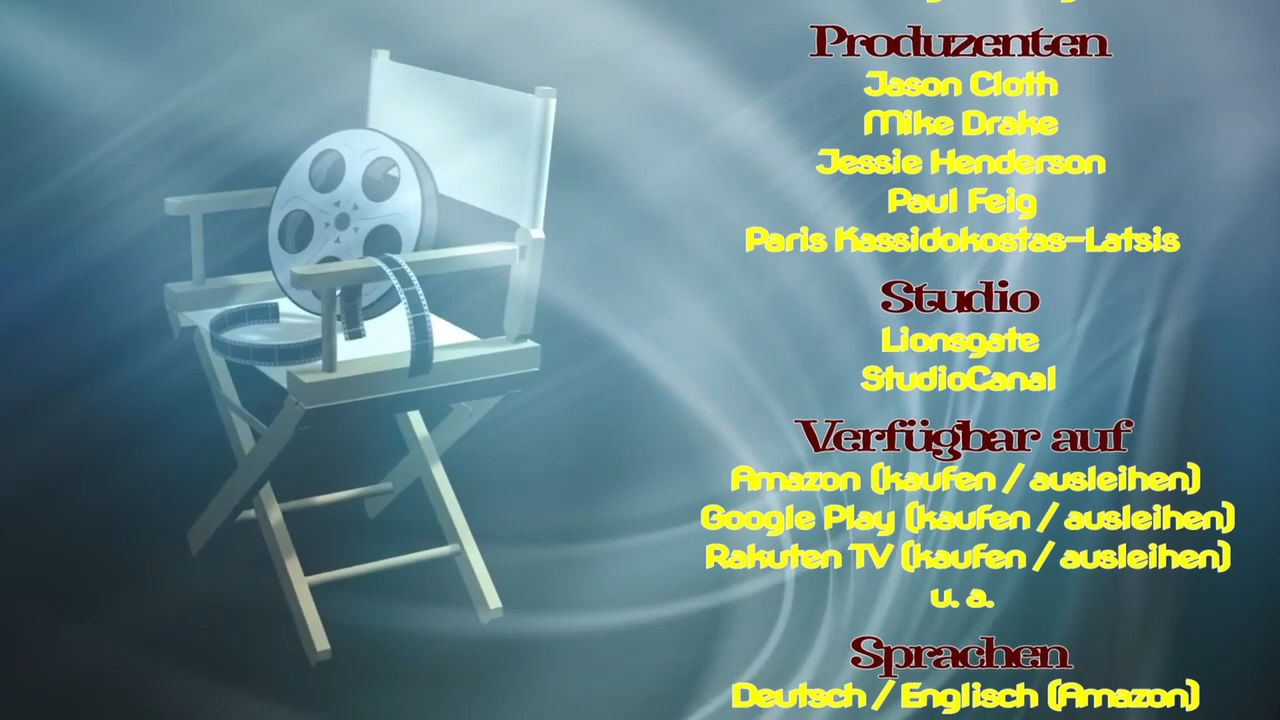 Produzenten
Jason Cloth
Mike Drake
Jessie Henderson
Paul Feig
Paris Kassidokostas-Latsis
Studio
Lionsgate
StudioCanal
Verfügbar auf
Amazon (kaufen / ausleihen)
Google Play (kaufen / ausleihen)
Rakuten TV (kaufen / ausleihen)
u. a.
Sprachen
Deutsch / Englisch (Amazon)